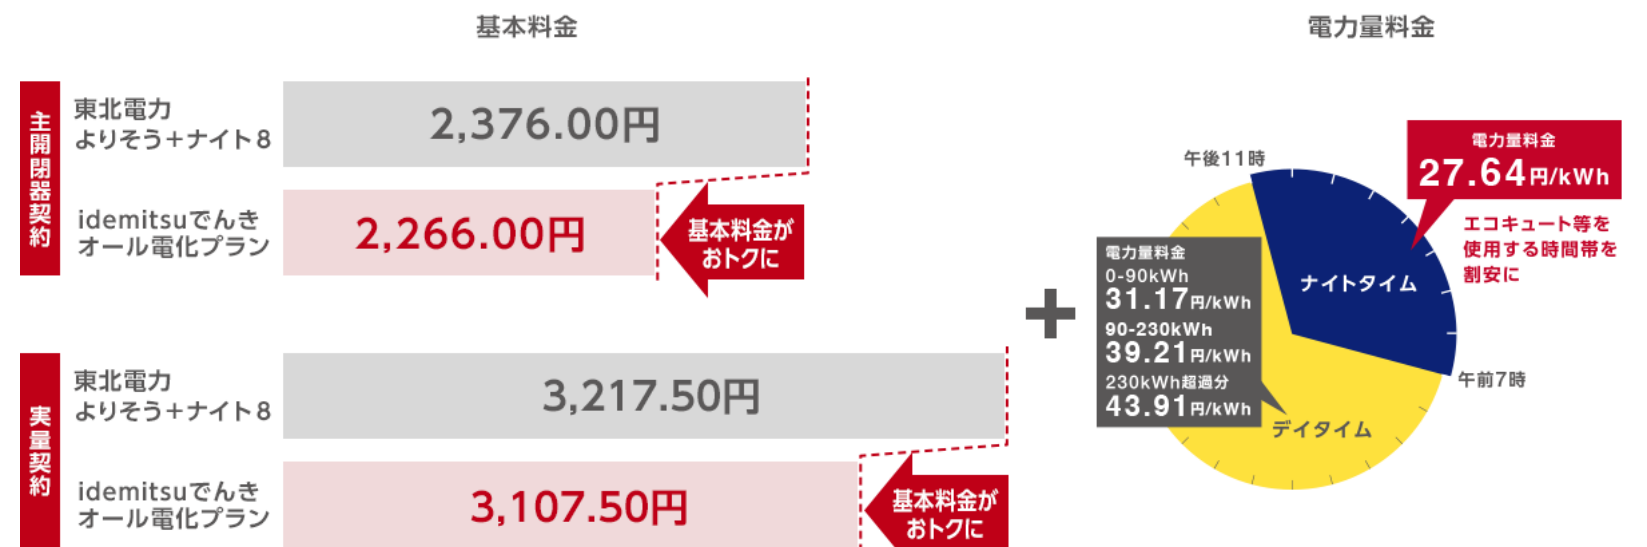 基本料金
主開閉器契約
東北電力
よりそう＋ナイト８
2,376.00円
idemitsuでんき
オール電化プラン
2,266.00円
基本料金が
おトクに
実量契約
東北電力
よりそう＋ナイト８
3,217.50円
idemitsuでんき
オール電化プラン
3,107.50円
基本料金が
おトクに
+
電力量料金
午後11時
電力量料金
27.64円/kWh
エコキュート等を
使用する時間帯を
割安に
ナイトタイム
電力量料金
0-90kWh
31.17円/kWh
90-230kWh
39.21円/kWh
230kWh超過分
43.91円/kWh
午前7時
デイタイム